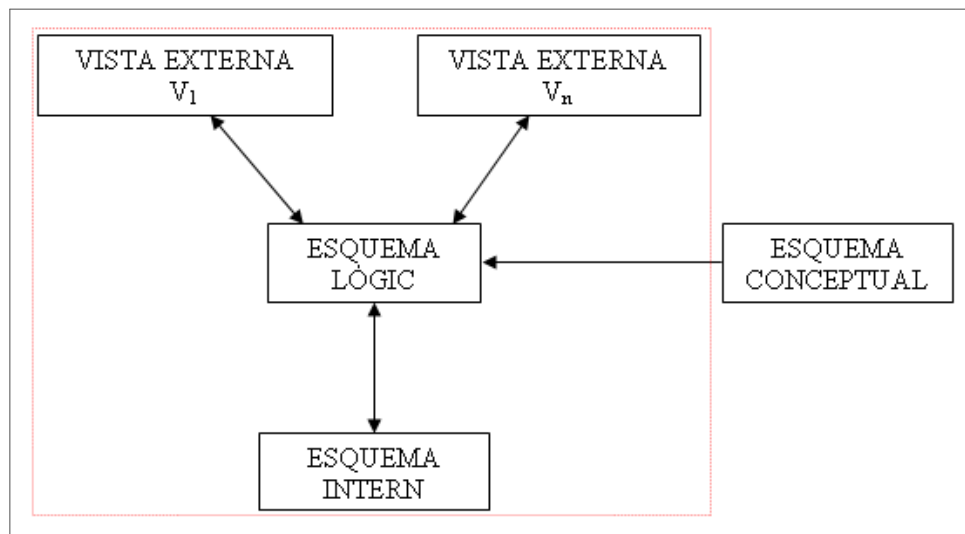 VISTA EXTERNA
V₁
VISTA EXTERNA
Vₙ
ESQUEMA
LÒGIC
ESQUEMA
CONCEPTUAL
ESQUEMA
INTERN